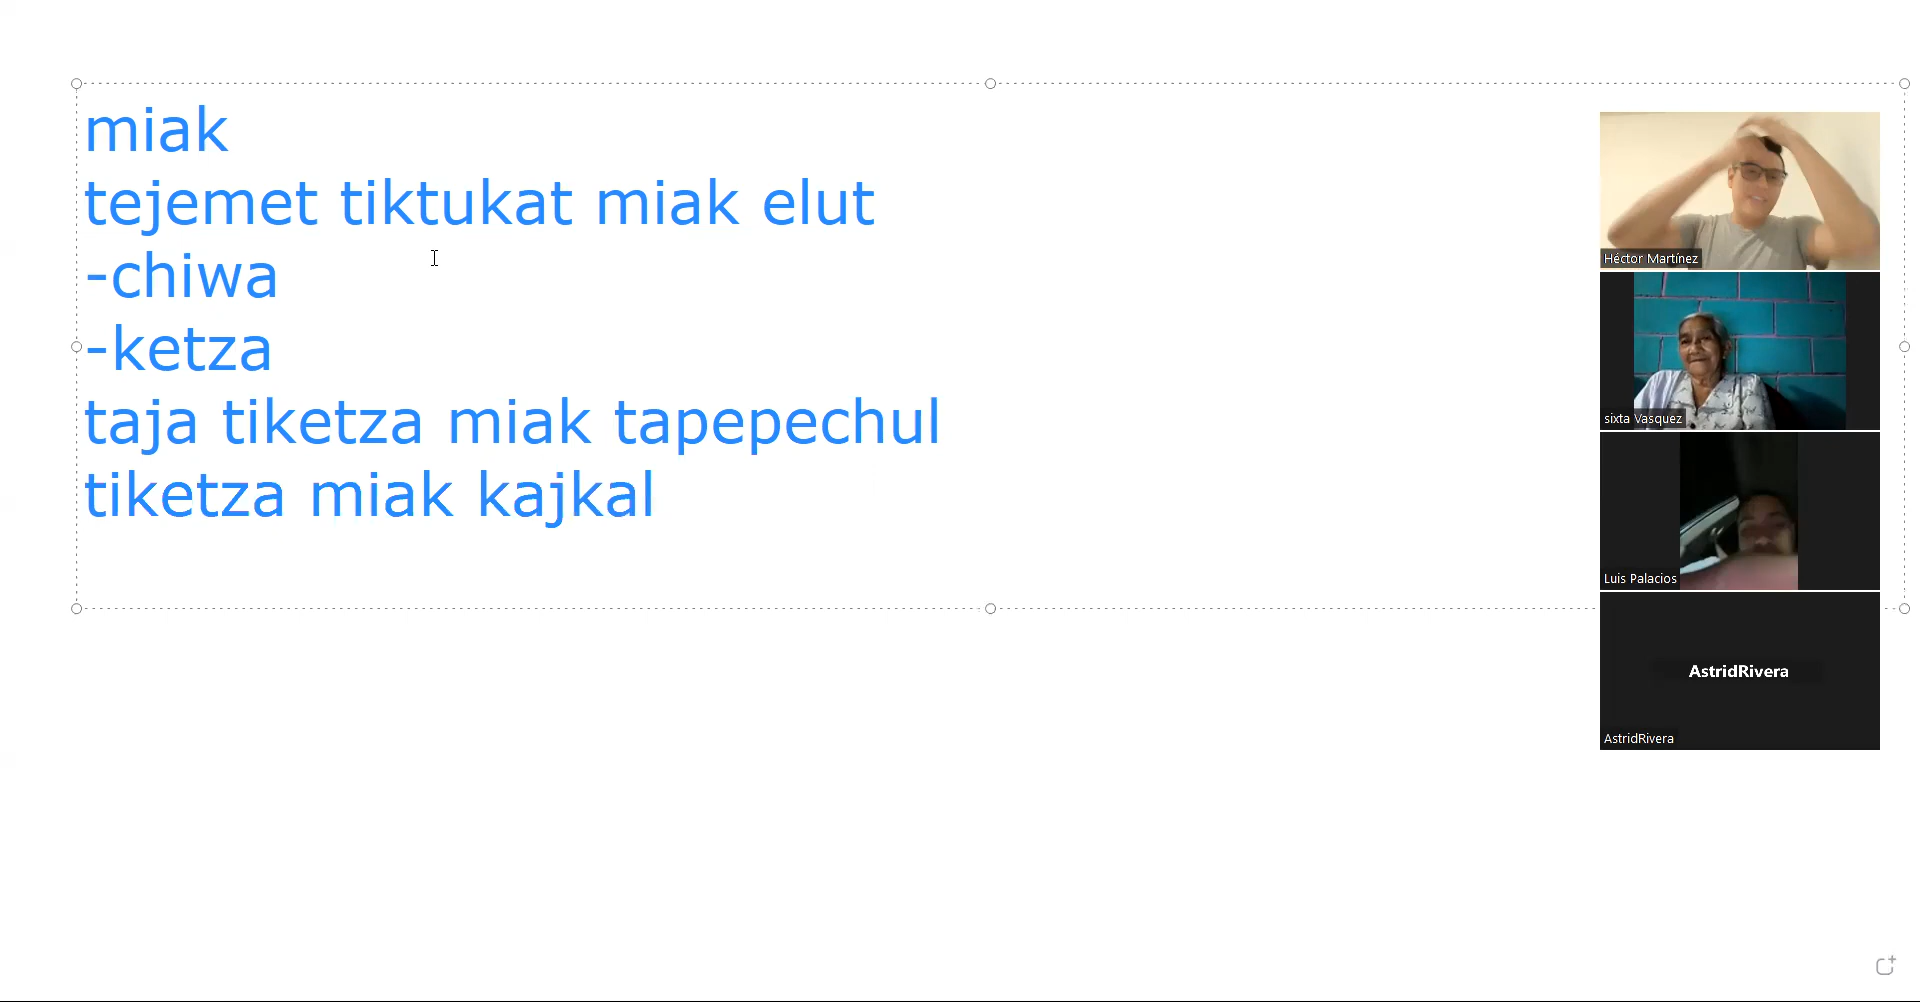 miak
tejemet tiktukat miak elut
-chiwa
-ketza
taja tiketza miak tapepechul
tiketza miak kajkal
Héctor Martínez
sixta Vasquez
Luis Palacios
AstridRivera
AstridRivera